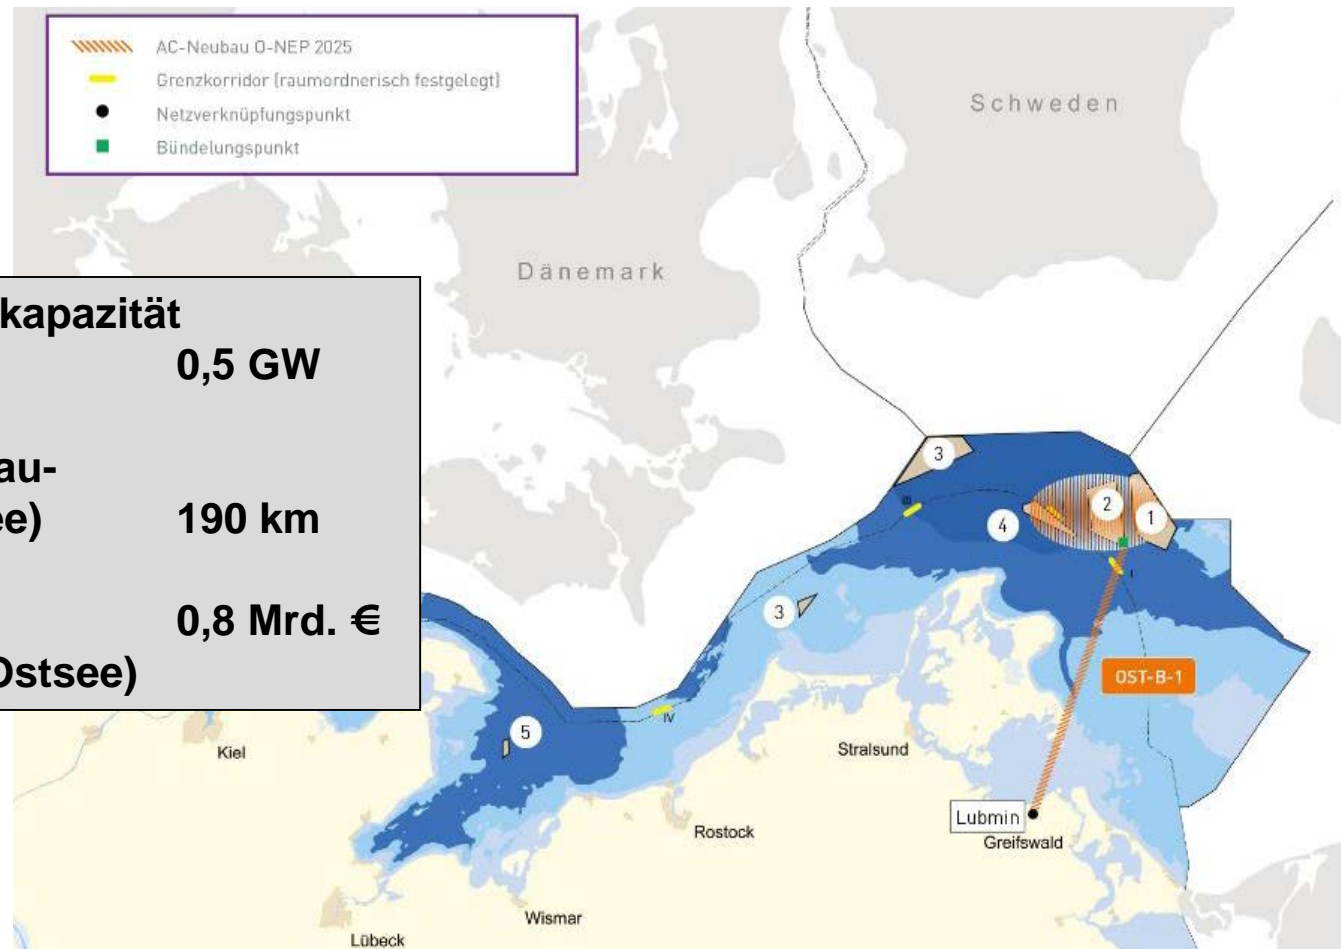 AC-Neubau O-NEP 2025
Grenzkorridor (raumordnerisch festgelegt)
Netzverknüpfungspunkt
Bündelungspunkt
Schweden
Dänemark
kapazität
0,5 GW
au-
e) 190 km
0,8 Mrd. €
Ostsee)
3
2
1
4
III
I
3
OST-B-1
IV
5
Kiel
Stralsund
Lubmin
Rostock
Greifswald
Wismar
Lübeck